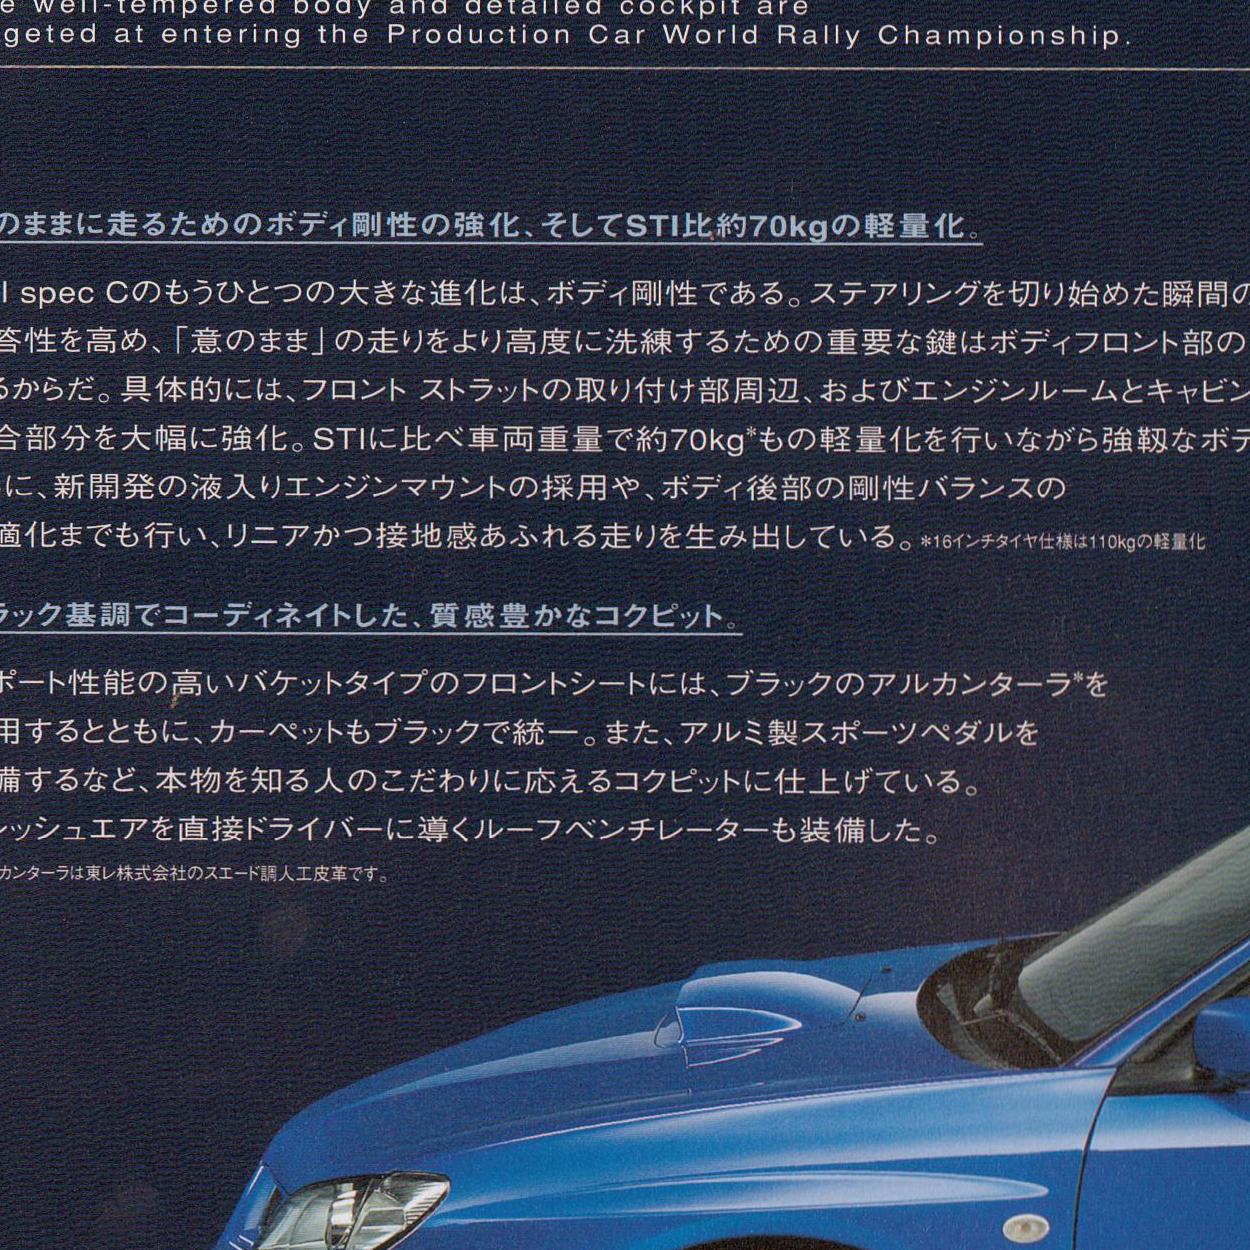 well-tempered body and detailed cockpit are
geted at entering the Production Car World Rally Championship.
のままに走るためのボディ剛性の強化、そしてSTI比約70kgの軽量化。
I spec Cのもうひとつの大きな進化は、ボディ剛性である。ステアリングを切り始めた瞬間の
答性を高め、「意のまま」の走りをより高度に洗練するための重要な鍵はボディフロント部の
るからだ。具体的には、フロント ストラットの取り付け部周辺、およびエンジンルームとキャビン
合部分を大幅に強化。STIに比べ車両重量で約70kg*もの軽量化を行いながら強靱なボデ
に、新開発の液入りエンジンマウントの採用や、ボディ後部の剛性バランスの
適化までも行い、リニアかつ接地感あふれる走りを生み出している。*16インチタイヤ仕様は110kgの軽量化
ラック基調でコーディネイトした、質感豊かなコクピット。
ポート性能の高いバケットタイプのフロントシートには、ブラックのアルカンターラ*を
用するとともに、カーペットもブラックで統一。また、アルミ製スポーツペダルを
備するなど、本物を知る人のこだわりに応えるコクピットに仕上げている。
レッシュエアを直接ドライバーに導くルーフベンチレーターも装備した。
カンターラは東レ株式会社のスエード調人工皮革です。